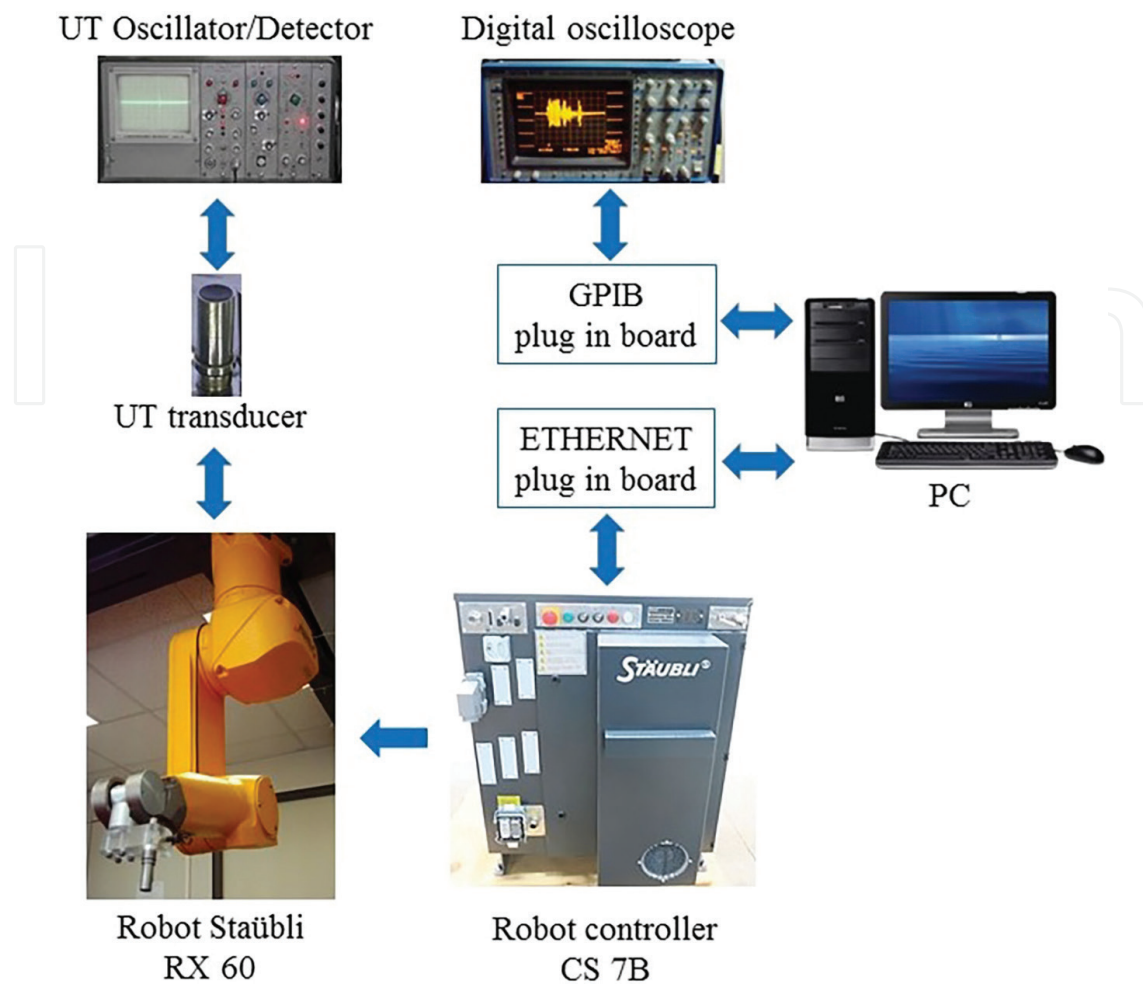 UT Oscillator/Detector
Digital oscilloscope
GPIB
plug in board
UT transducer
ETHERNET
plug in board
PC
STÄUBLI
Robot Staübli
RX 60
Robot controller
CS 7B